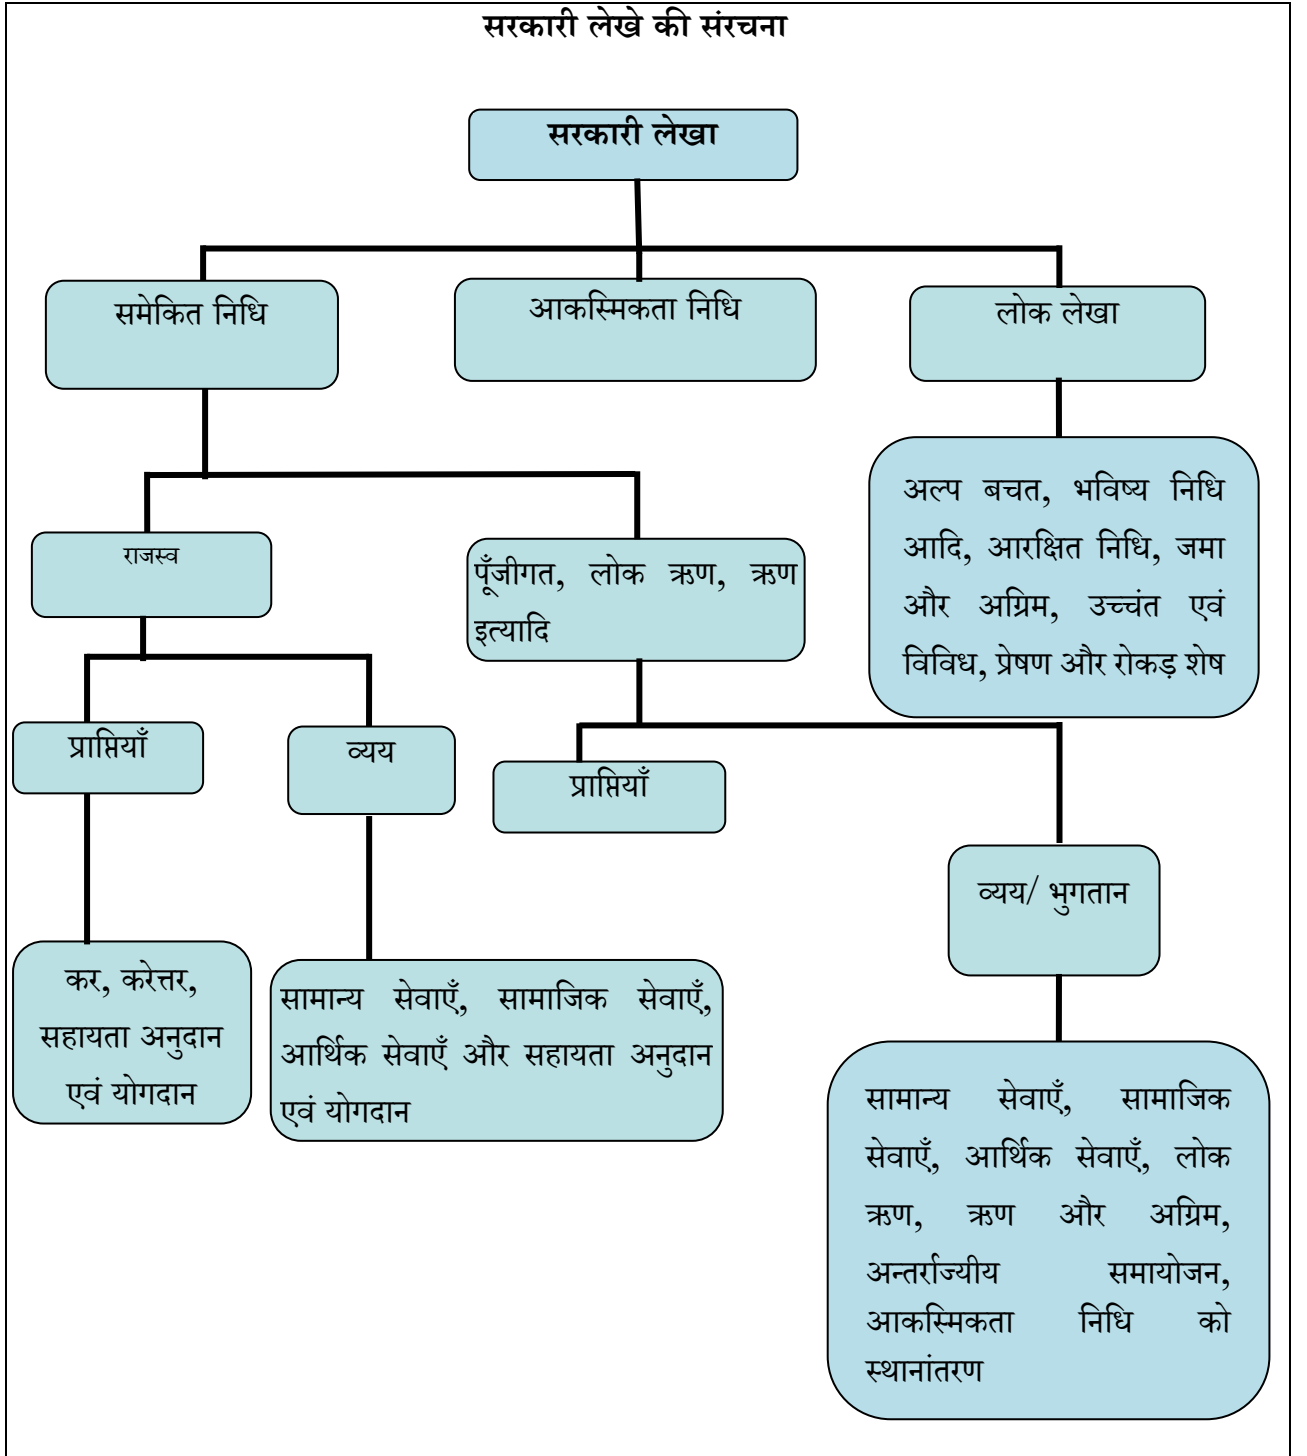 सरकारी लेखे की संरचना
सरकारी लेखा
समेकित निधि
आकस्मिकता निधि
लोक लेखा
अल्प बचत, भविष्य निधि
आदि, आरक्षित निधि, जमा
और अग्रिम, उच्चंत एवं
विविध, प्रेषण और रोकड़ शेष
राजस्व
पूँजीगत, लोक ऋण, ऋण
इत्यादि
प्राप्तियाँ
व्यय
प्राप्तियाँ
व्यय/ भुगतान
कर, करेत्तर,
सहायता अनुदान
एवं योगदान
सामान्य सेवाएँ, सामाजिक सेवाएँ,
आर्थिक सेवाएँ और सहायता अनुदान
एवं योगदान
सामान्य सेवाएँ, सामाजिक
सेवाएँ, आर्थिक सेवाएँ, लोक
ऋण, ऋण और अग्रिम,
अन्तर्राज्यीय समायोजन,
आकस्मिकता निधि को
स्थानांतरण